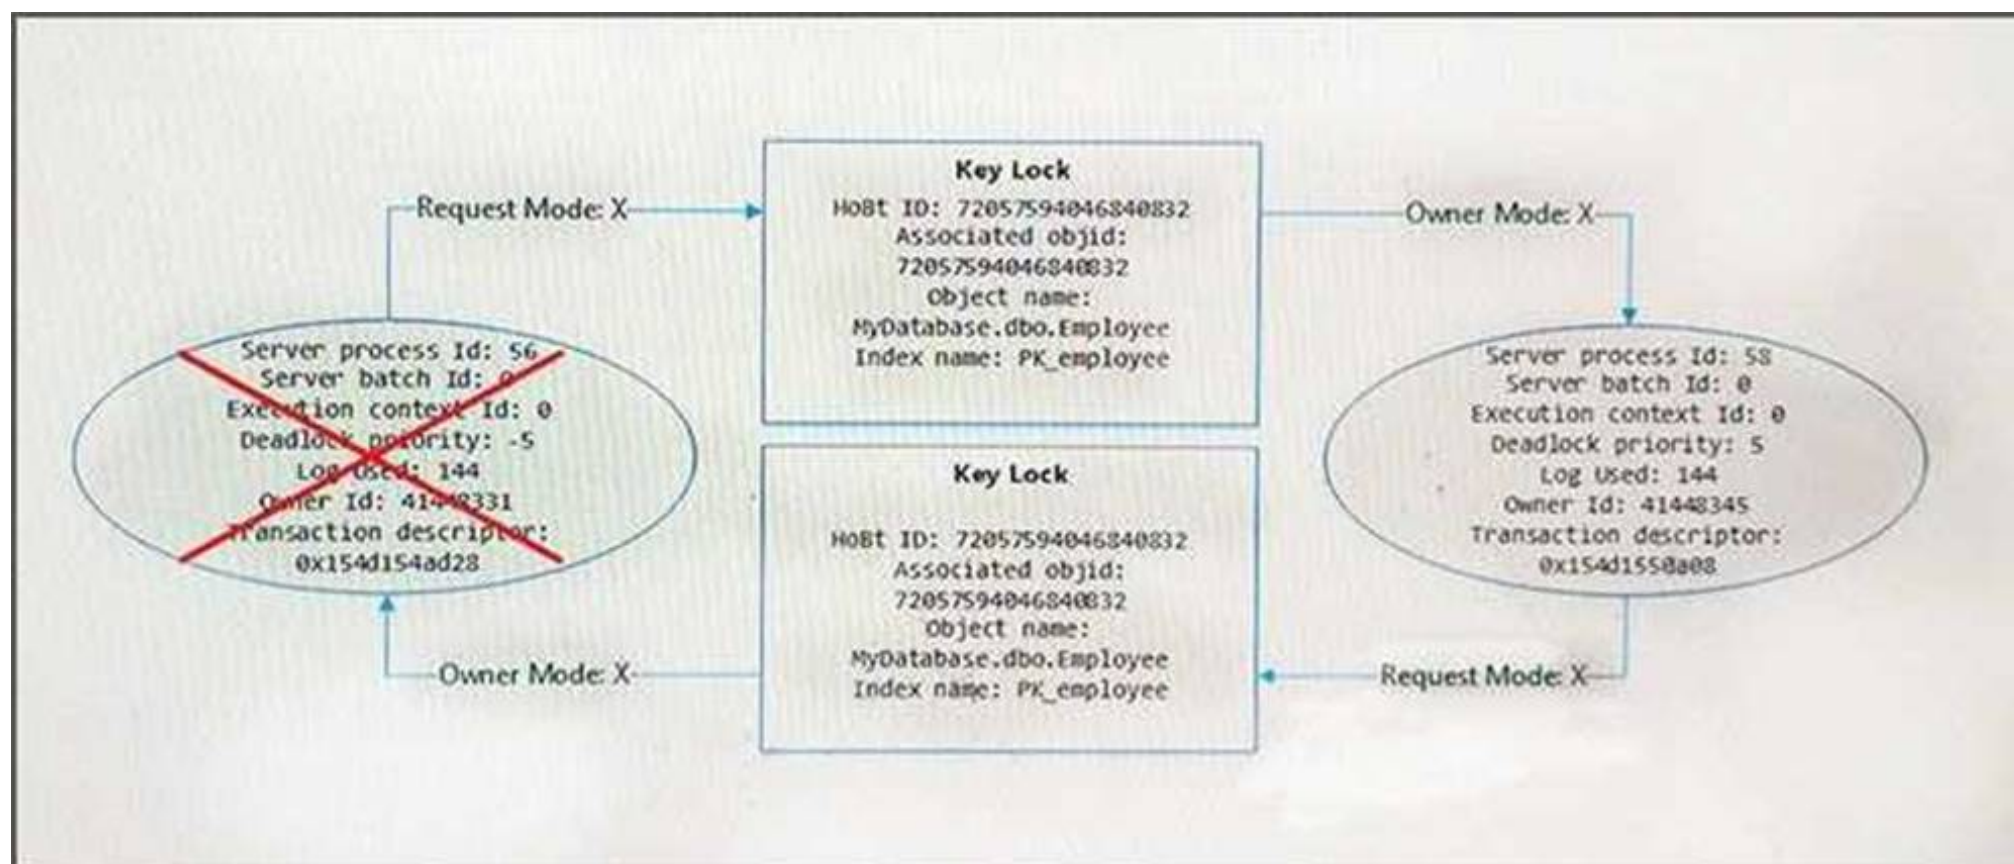 Request Mode: X
Key Lock
HoBt ID: 72057594046840832
Associated objid:
72057594046840832
Object name:
MyDatabase.dbo.Employee
Index name: PK_employee
Owner Mode: X
Server process Id: 56
Server batch Id: 0
Execution context Id: 0
Deadlock priority: -5
Log Used: 144
Owner Id: 41448331
Transaction descriptor:
0x154d154ad28
Server process Id: 58
Server batch Id: 0
Execution context Id: 0
Deadlock priority: 5
Log Used: 144
Owner Id: 41448345
Transaction descriptor:
0x154d1550a08
Key Lock
HoBt ID: 72057594046840832
Associated objid:
72057594046840832
Object name:
MyDatabase.dbo.Employee
Index name: PK_employee
Owner Mode: X
Request Mode: X